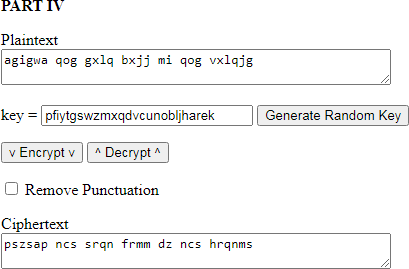 PART IV
Plaintext
agigwa qog gxlq bxjj mi qog vxlqjg
key = pfiytgswzmxqdvcunobljharek Generate Random Key
v Encrypt v ^ Decrypt ^
Remove Punctuation
Ciphertext
pszsap ncs srqn frmm dz ncs hrqnms